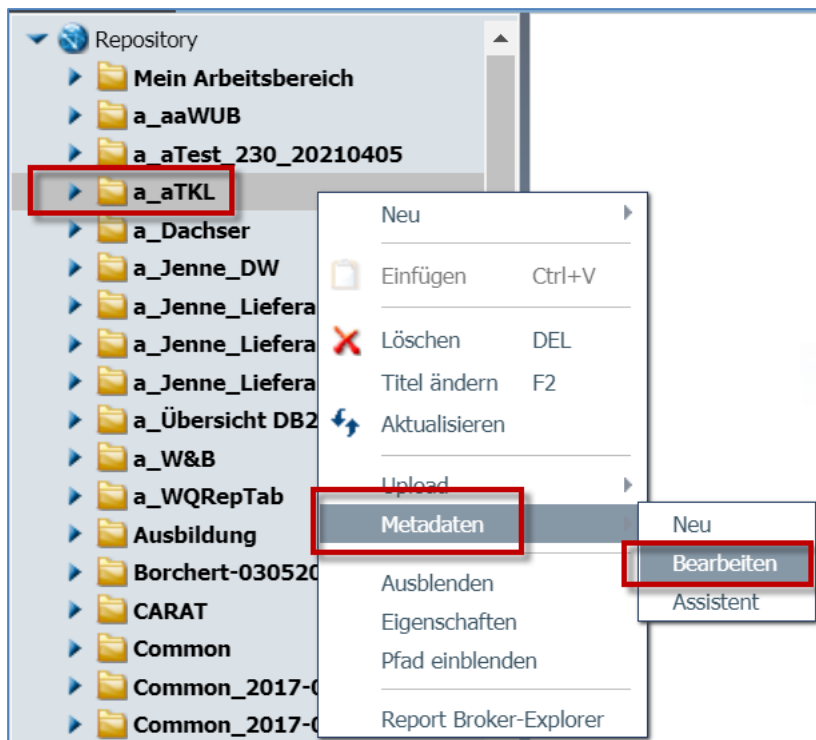 Repository
Mein Arbeitsbereich
a_aaWUB
a_aTest_230_20210405
a_aTKL
a_Dachser
a_Jenne_DW
a_Jenne_Liefera
a_Jenne_Liefera
a_Jenne_Liefera
a_Übersicht DB2
a_W&B
a_WQRepTab
Ausbildung
Borchert-030520
CARAT
Common
Common_2017-0
Common_2017-0
Neu
Einfügen Ctrl+V
Löschen DEL
Titel ändern F2
Aktualisieren
Upload
Metadaten
Ausblenden
Eigenschaften
Pfad einblenden
Report Broker-Explorer
Neu
Bearbeiten
Assistent